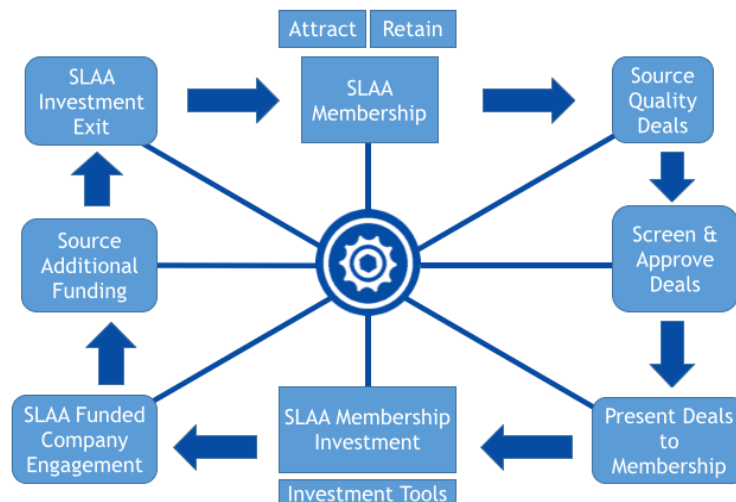 Attract
Retain
SLAA
Investment
Exit
SLAA
Membership
Source
Quality
Deals
Source
Additional
Funding
Screen &
Approve
Deals
SLAA Funded
Company
Engagement
SLAA Membership
Investment
Present Deals
to
Membership
Investment Tools